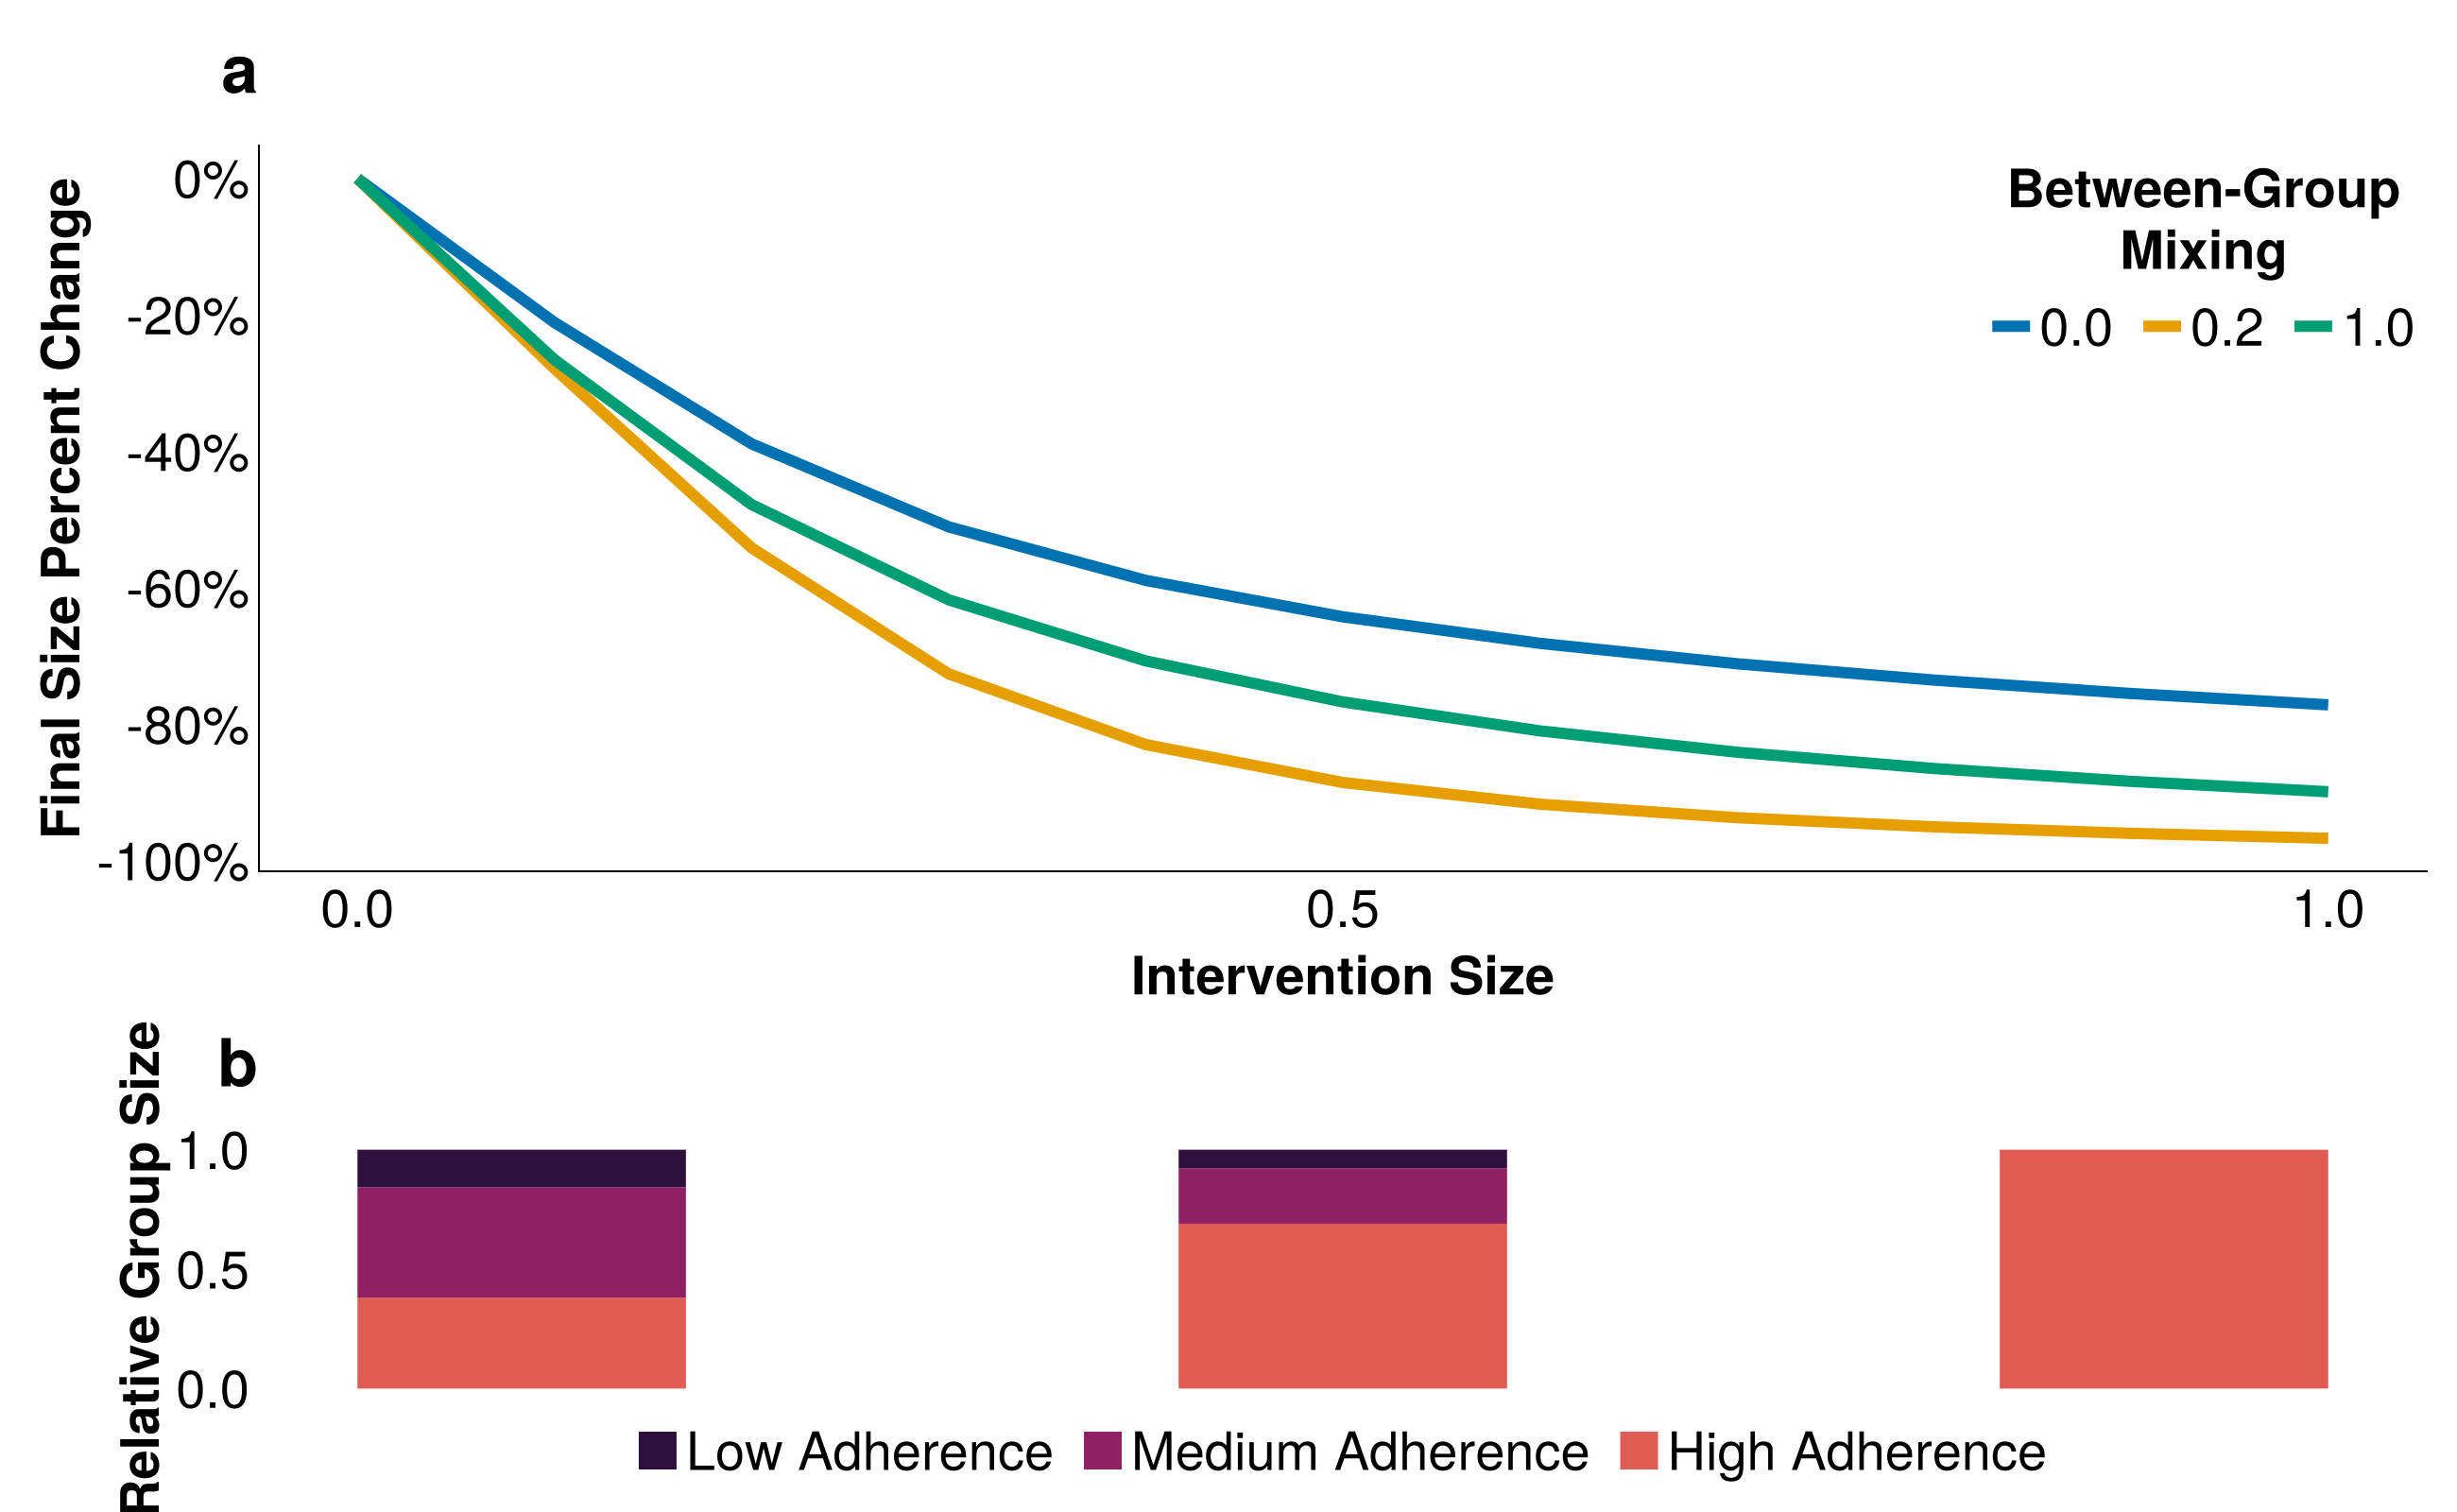 a
Final Size Percent Change
0%
-20%
-40%
-60%
-80%
-100%
Between-Group
Mixing
0.0 0.2 1.0
0.0 0.5 1.0
Intervention Size
b
Relative Group Size
1.0
0.5
0.0
Low Adherence Medium Adherence High Adherence